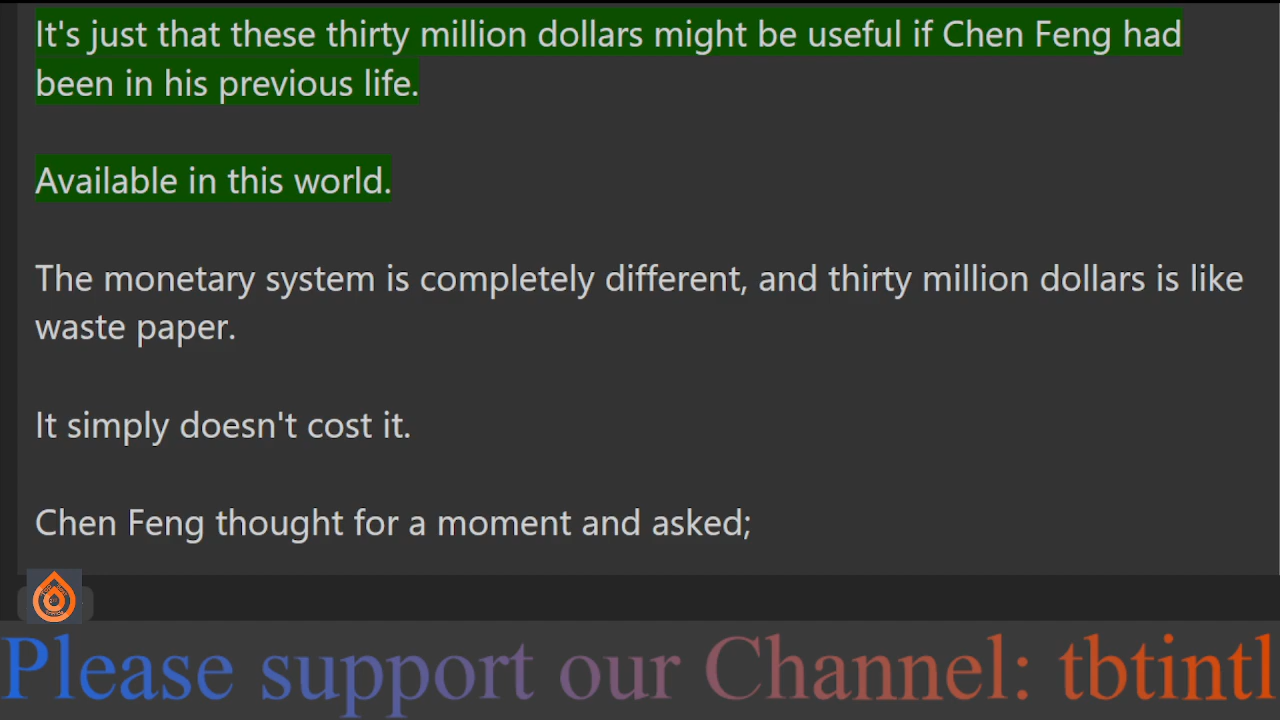 It's just that these thirty million dollars might be useful if Chen Feng had
been in his previous life.
Available in this world.
The monetary system is completely different, and thirty million dollars is like
waste paper.
It simply doesn't cost it.
Chen Feng thought for a moment and asked;
Please support our Channel: tbtintl